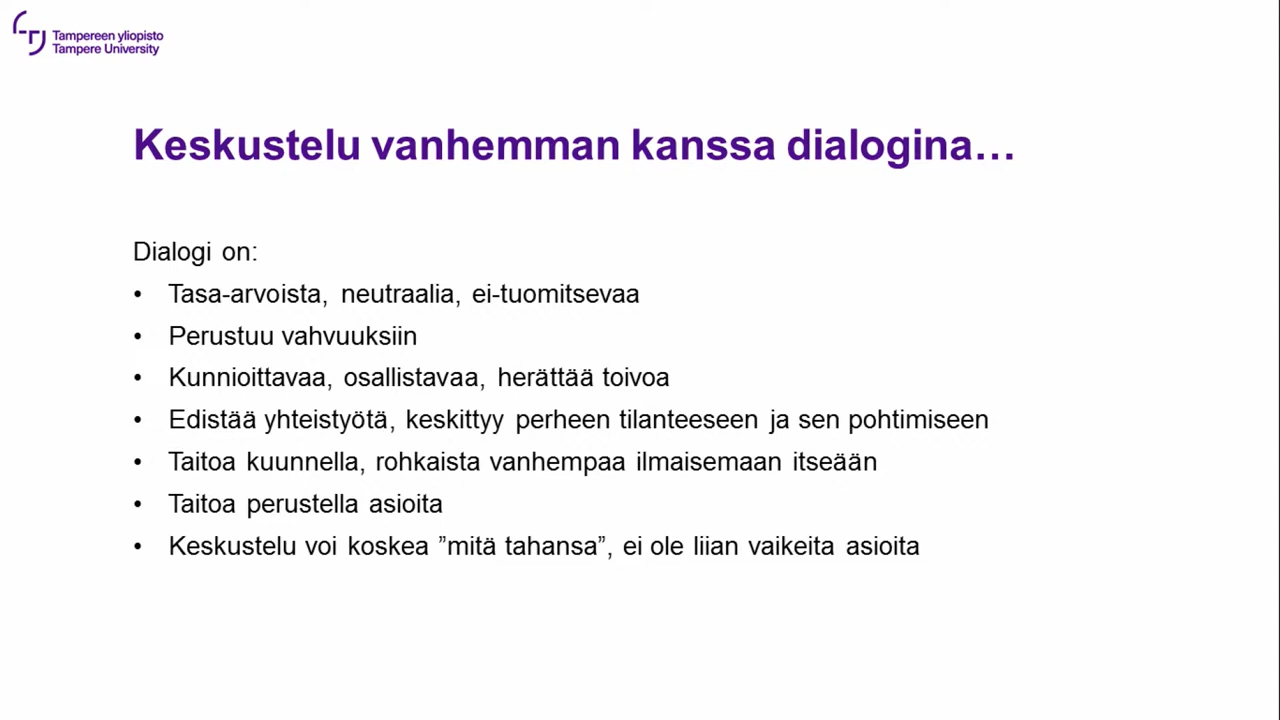 Tampereen yliopisto
Tampere University
Keskustelu vanhemman kanssa dialogina…
Dialogi on:
• Tasa-arvoista, neutraalia, ei-tuomitsevaa
• Perustuu vahvuuksiin
• Kunnioittavaa, osallistavaa, herättää toivoa
• Edistää yhteistyötä, keskittyy perheen tilanteeseen ja sen pohtimiseen
• Taitoa kuunnella, rohkaista vanhempaa ilmaisemaan itseään
• Taitoa perustella asioita
• Keskustelu voi koskea ”mitä tahansa”, ei ole liian vaikeita asioita